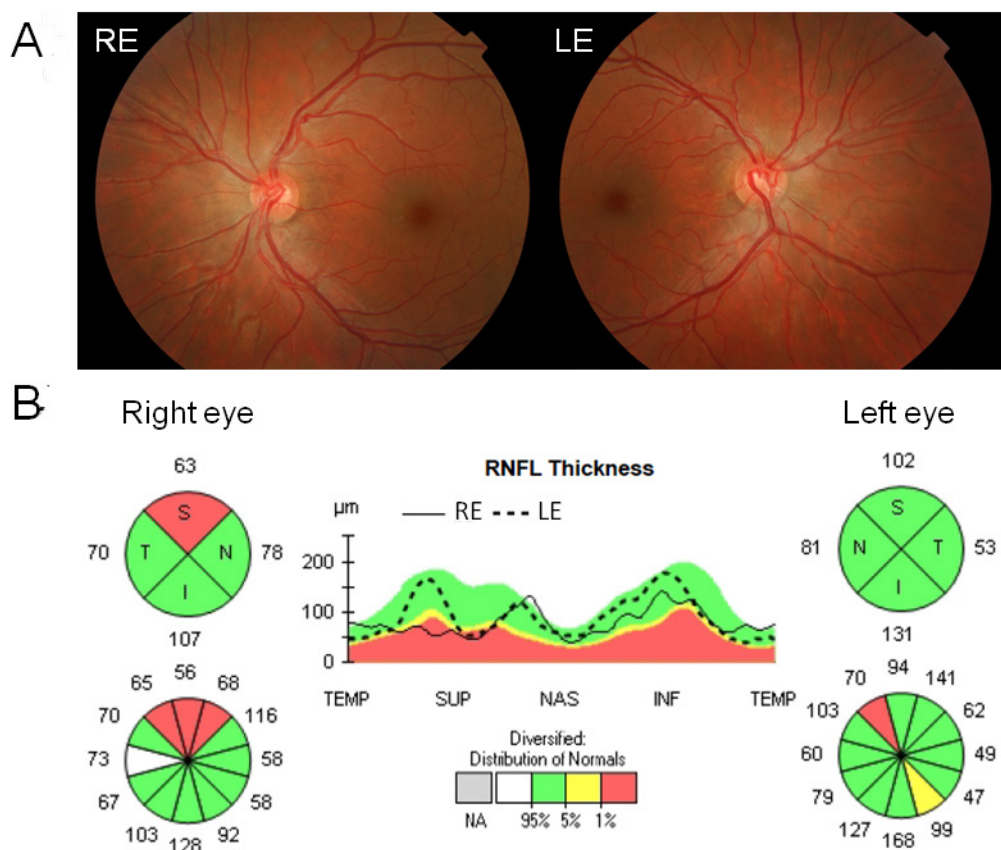 A
RE
LE
B
Right eye
Left eye
63
S
70
T
N
78
I
107
RNFL Thickness
µm
RE
LE
200
100
0
TEMP
SUP
NAS
INF
TEMP
102
S
81
N
T
53
I
131
56
65
68
70
116
73
58
67
58
103
92
128
Diversified:
Distribution of Normals
NA
95%
5%
1%
94
70
141
103
62
60
49
79
47
127
99
168